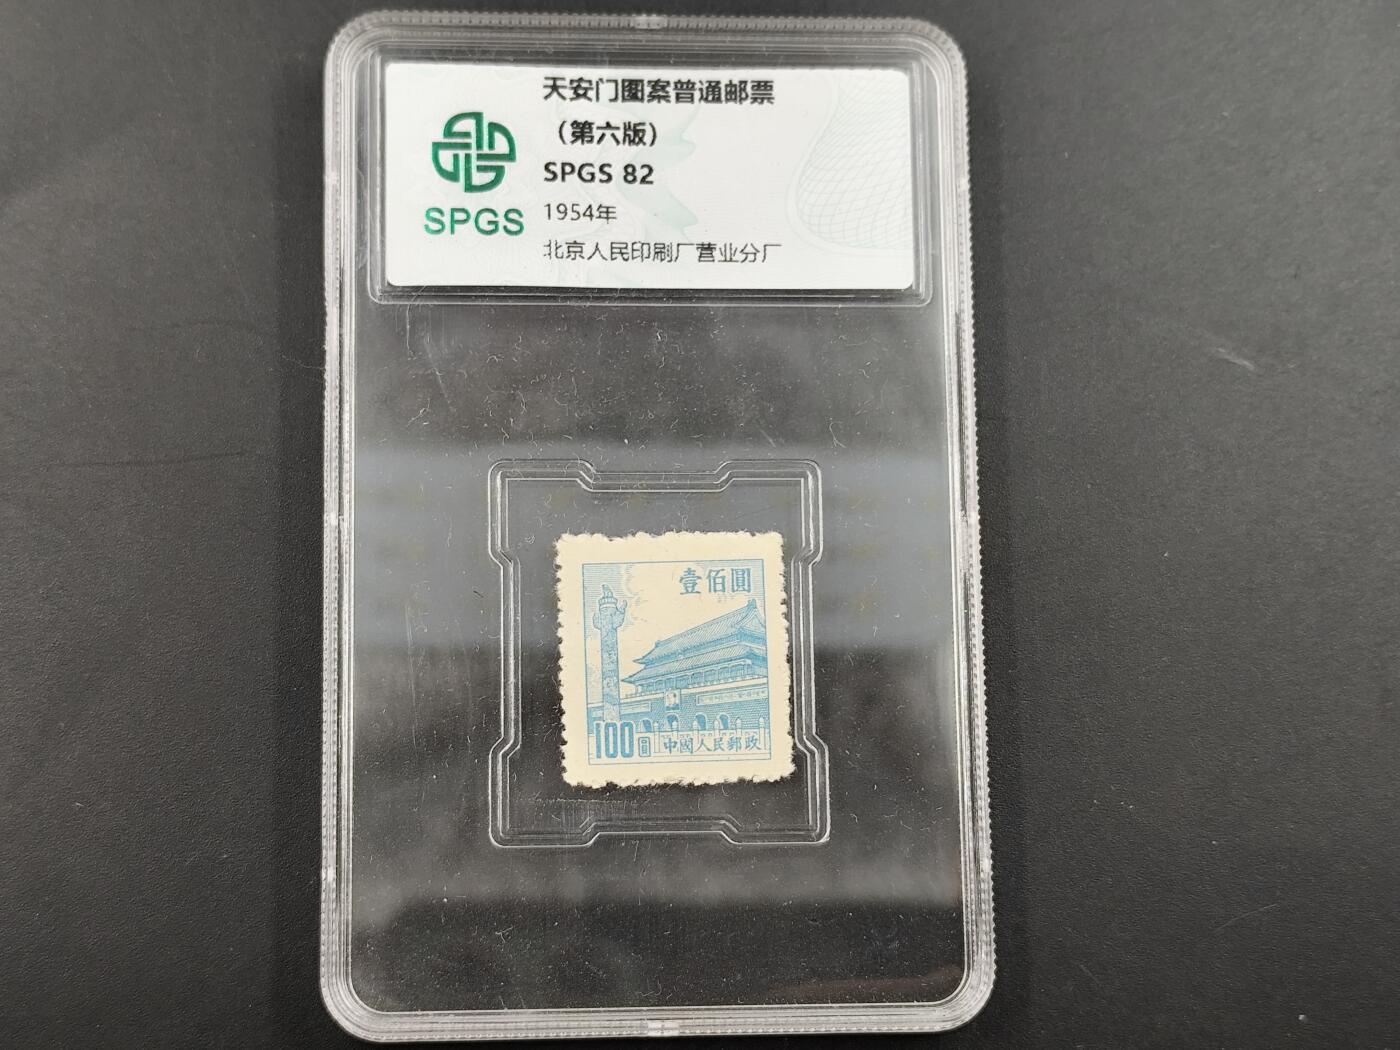 天安门图案普通邮票
（第六版）
SPGS 82
1954年
北京人民印刷厂营业分厂
SPGS
壹佰圓
100圓
中國人民郵政